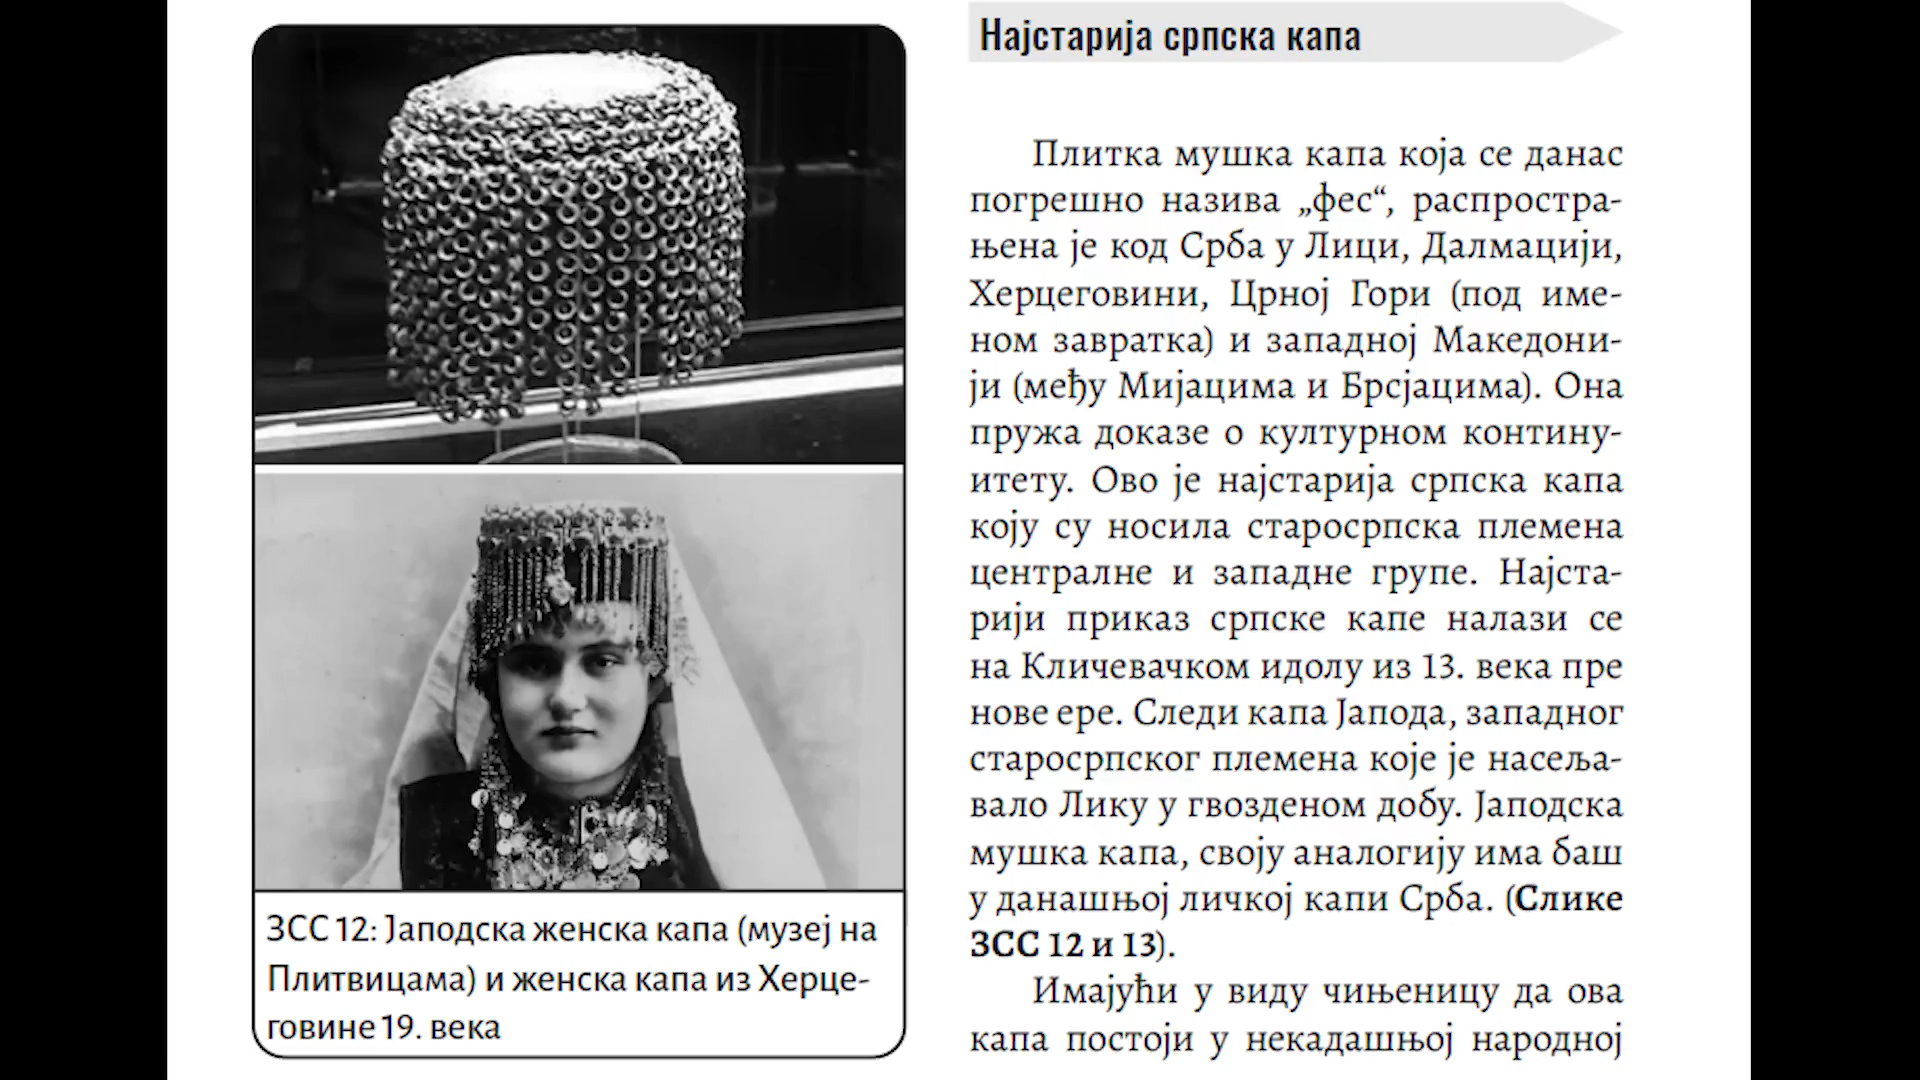 Најстарија српска капа
Плитка мушка капа која се данас
погрешно назива „фес“, распростра-
њена је код Срба у Лици, Далмацији,
Херцеговини, Црној Гори (под име-
ном завратка) и западној Македони-
ји (међу Мијацима и Брсјацима). Она
пружа доказе о културном контину-
итету. Ово је најстарија српска капа
коју су носила старосрпска племена
централне и западне групе. Најста-
рији приказ српске капе налази се
на Кличевачком идолу из 13. века пре
нове ере. Следи капа Јапода, западног
старосрпског племена које је насеља-
вало Лику у гвозденом добу. Јаподска
мушка капа, своју аналогију има баш
у данашњој личкој капи Срба. (Слике
ЗСС 12 и 13).
Имајући у виду чињеницу да ова
капа постоји у некадашњој народној
ЗСС 12: Јаподска женска капа (музеј на
Плитвицама) и женска капа из Херце-
говине 19. века